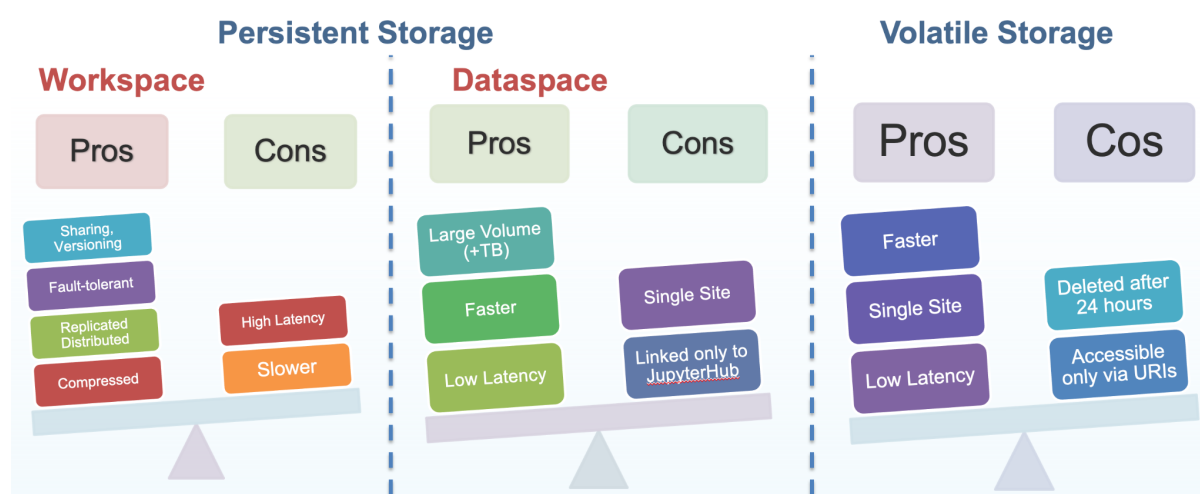 Persistent Storage
Volatile Storage
Workspace
Pros
Cons
Sharing,
Versioning
Fault-tolerant
Replicated
Distributed
Compressed
High Latency
Slower
Dataspace
Pros
Cons
Large Volume
(+TB)
Faster
Low Latency
Single Site
Linked only to
JupyterHub
Pros
Cos
Faster
Single Site
Low Latency
Deleted after
24 hours
Accessible
only via URIs